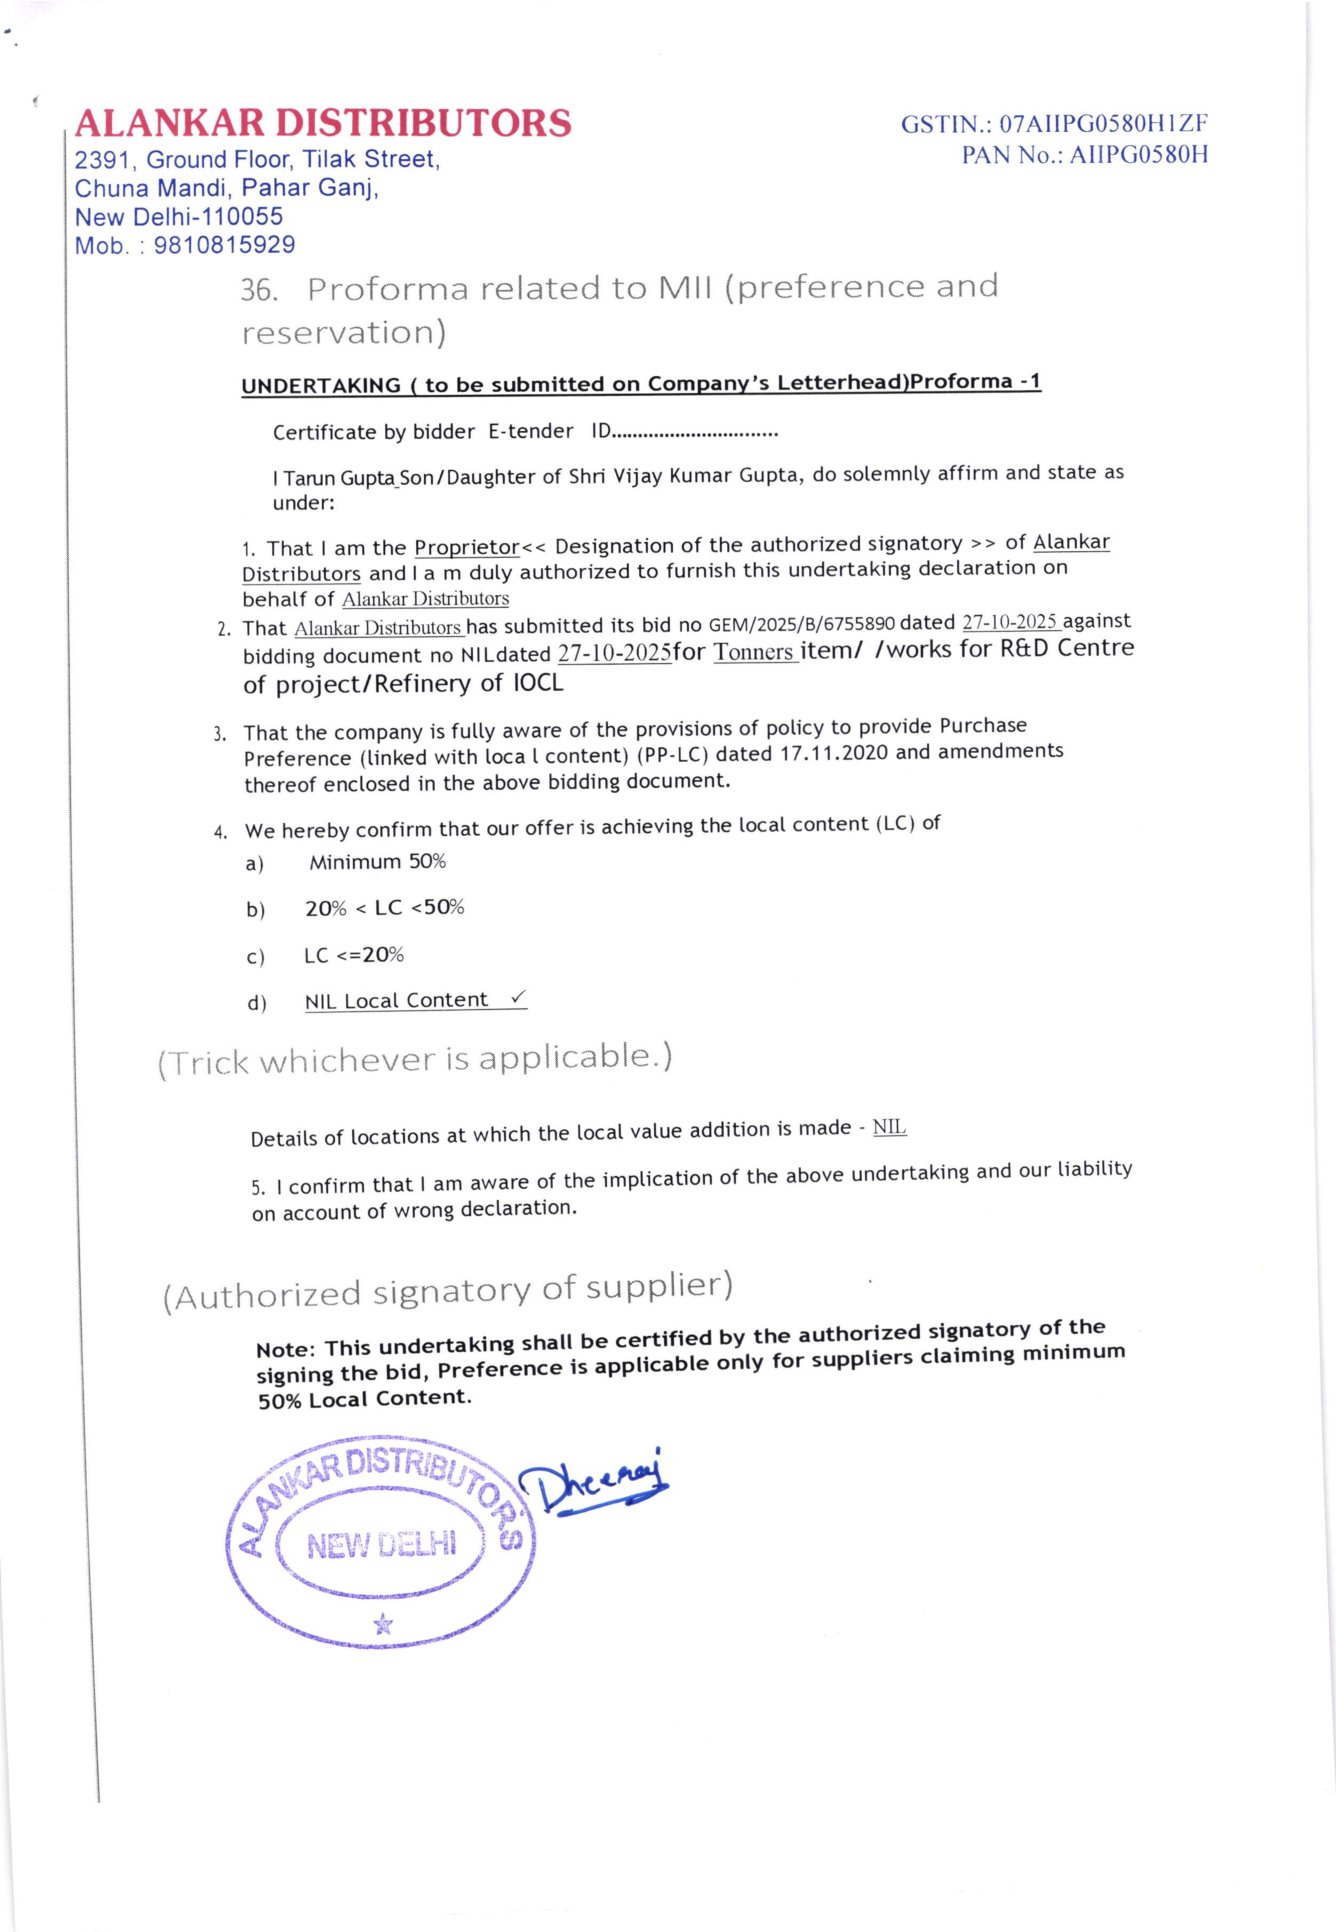 ALANKAR DISTRIBUTORS
GSTIN.: 07AIIPG0580H1ZF
2391, Ground Floor, Tilak Street,
PAN No.: AIIPG0580H
Chuna Mandi, Pahar Ganj,
New Delhi-110055
Mob. : 9810815929
36. Proforma related to MII (preference and
reservation)
UNDERTAKING ( to be submitted on Company's Letterhead)Proforma -1
Certificate by bidder E-tender ID................................
I Tarun Gupta Son/Daughter of Shri Vijay Kumar Gupta, do solemnly affirm and state as
under:
1. That I am the Proprietor<< Designation of the authorized signatory >> of Alankar
Distributors and I a m duly authorized to furnish this undertaking declaration on
behalf of Alankar Distributors
2. That Alankar Distributors has submitted its bid no GEM/2025/B/6755890 dated 27-10-2025 against
bidding document no NILdated 27-10-2025for Tonners item/ /works for R&D Centre
of project/Refinery of IOCL
3. That the company is fully aware of the provisions of policy to provide Purchase
Preference (linked with loca l content) (PP-LC) dated 17.11.2020 and amendments
thereof enclosed in the above bidding document.
4. We hereby confirm that our offer is achieving the local content (LC) of
a) Minimum 50%
b) 20% < LC <50%
c) LC <=20%
d) NIL Local Content ✓
(Trick whichever is applicable.)
Details of locations at which the local value addition is made - NIL
5. I confirm that I am aware of the implication of the above undertaking and our liability
on account of wrong declaration.
(Authorized signatory of supplier)
Note: This undertaking shall be certified by the authorized signatory of the
signing the bid, Preference is applicable only for suppliers claiming minimum
50% Local Content.
ALANKAR DISTRIBUTORS
NEW DELHI
Dheeraj